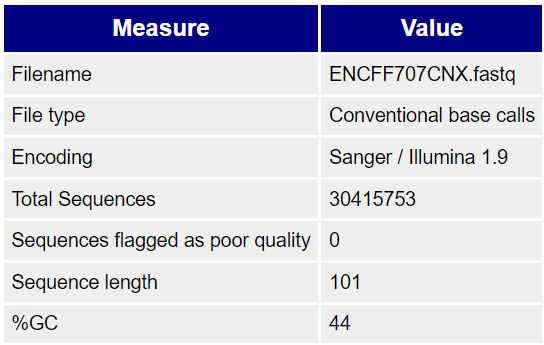 Measure Value
Filename ENCFF707CNX.fastq
File type Conventional base calls
Encoding Sanger / Illumina 1.9
Total Sequences 30415753
Sequences flagged as poor quality 0
Sequence length 101
%GC 44